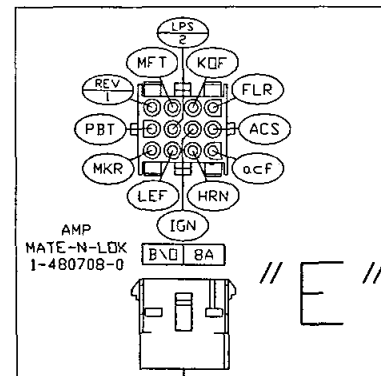 LPS
2
MFT KOF
REV
1
FLR
PBT ACS
MKR acf
LEF HRN
IGN
AMP
MATE-N-LOK
1-480708-0
B\O 8A
"E"